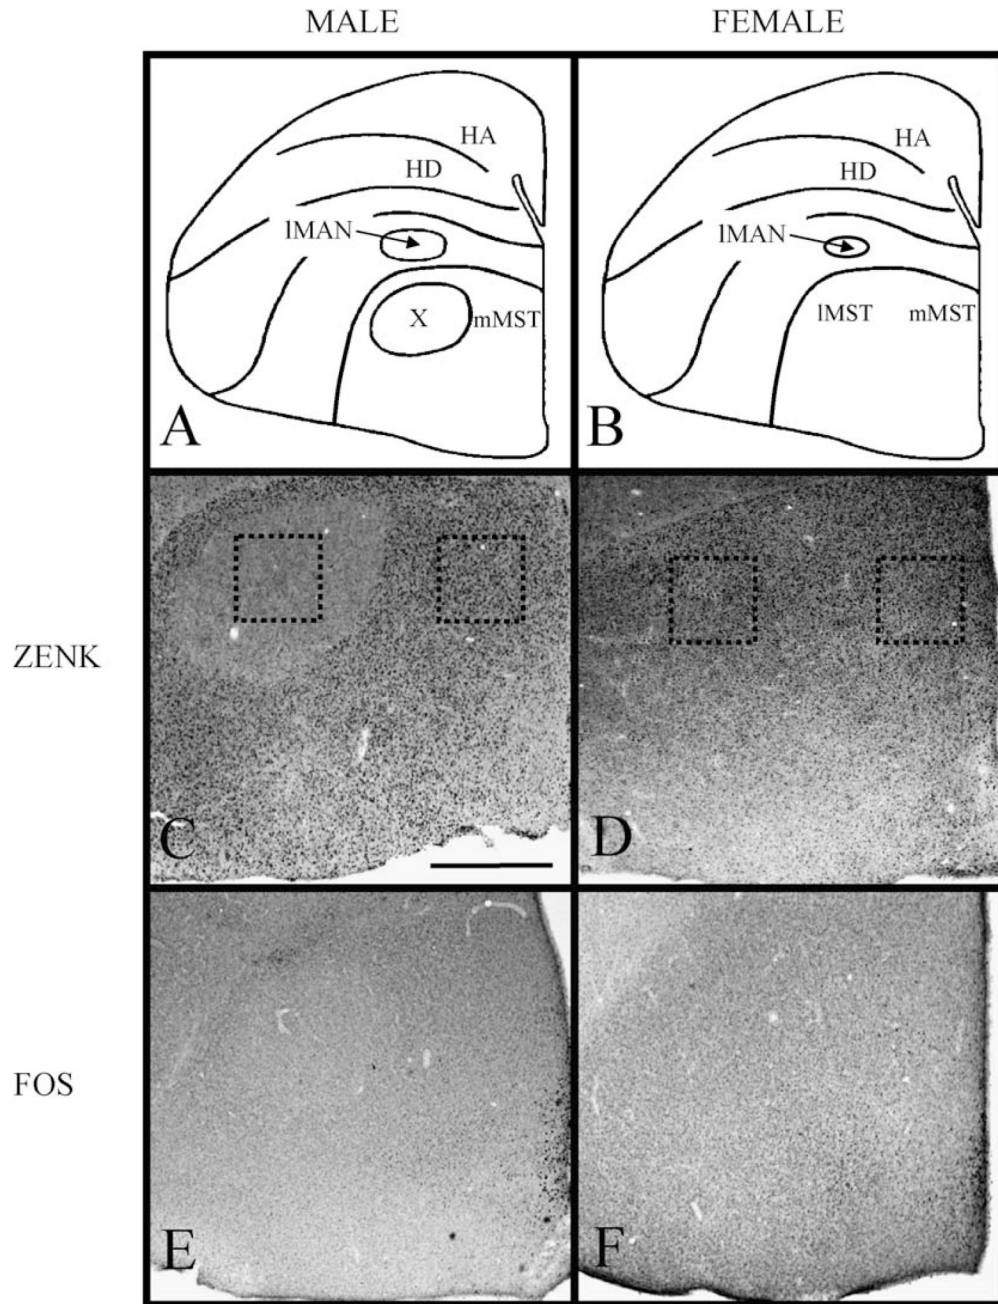 MALE FEMALE
HA HA
HD HD
lMAN lMAN
X mMST lMST mMST
A B
ZENK
C D
FOS
E F